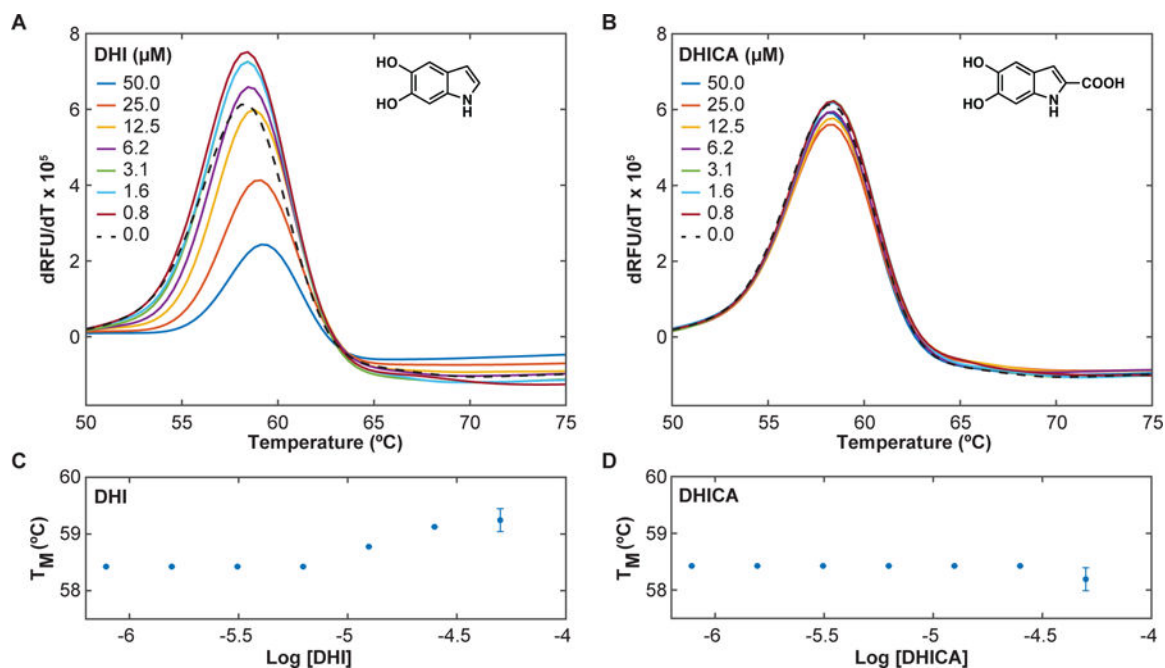 A
DHI (µM)
50.0
25.0
12.5
6.2
3.1
1.6
0.8
0.0
HO
HO
N
H
dRFU/dT x 10⁵
8
6
4
2
0
50 55 60 65 70 75
Temperature (ºC)
B
DHICA (µM)
50.0
25.0
12.5
6.2
3.1
1.6
0.8
0.0
HO
HO
COOH
N
H
dRFU/dT x 10⁵
8
6
4
2
0
50 55 60 65 70 75
Temperature (ºC)
C
DHI
T_M (ºC)
60
59
58
-6 -5.5 -5 -4.5 -4
Log [DHI]
D
DHICA
T_M (ºC)
60
59
58
-6 -5.5 -5 -4.5 -4
Log [DHICA]